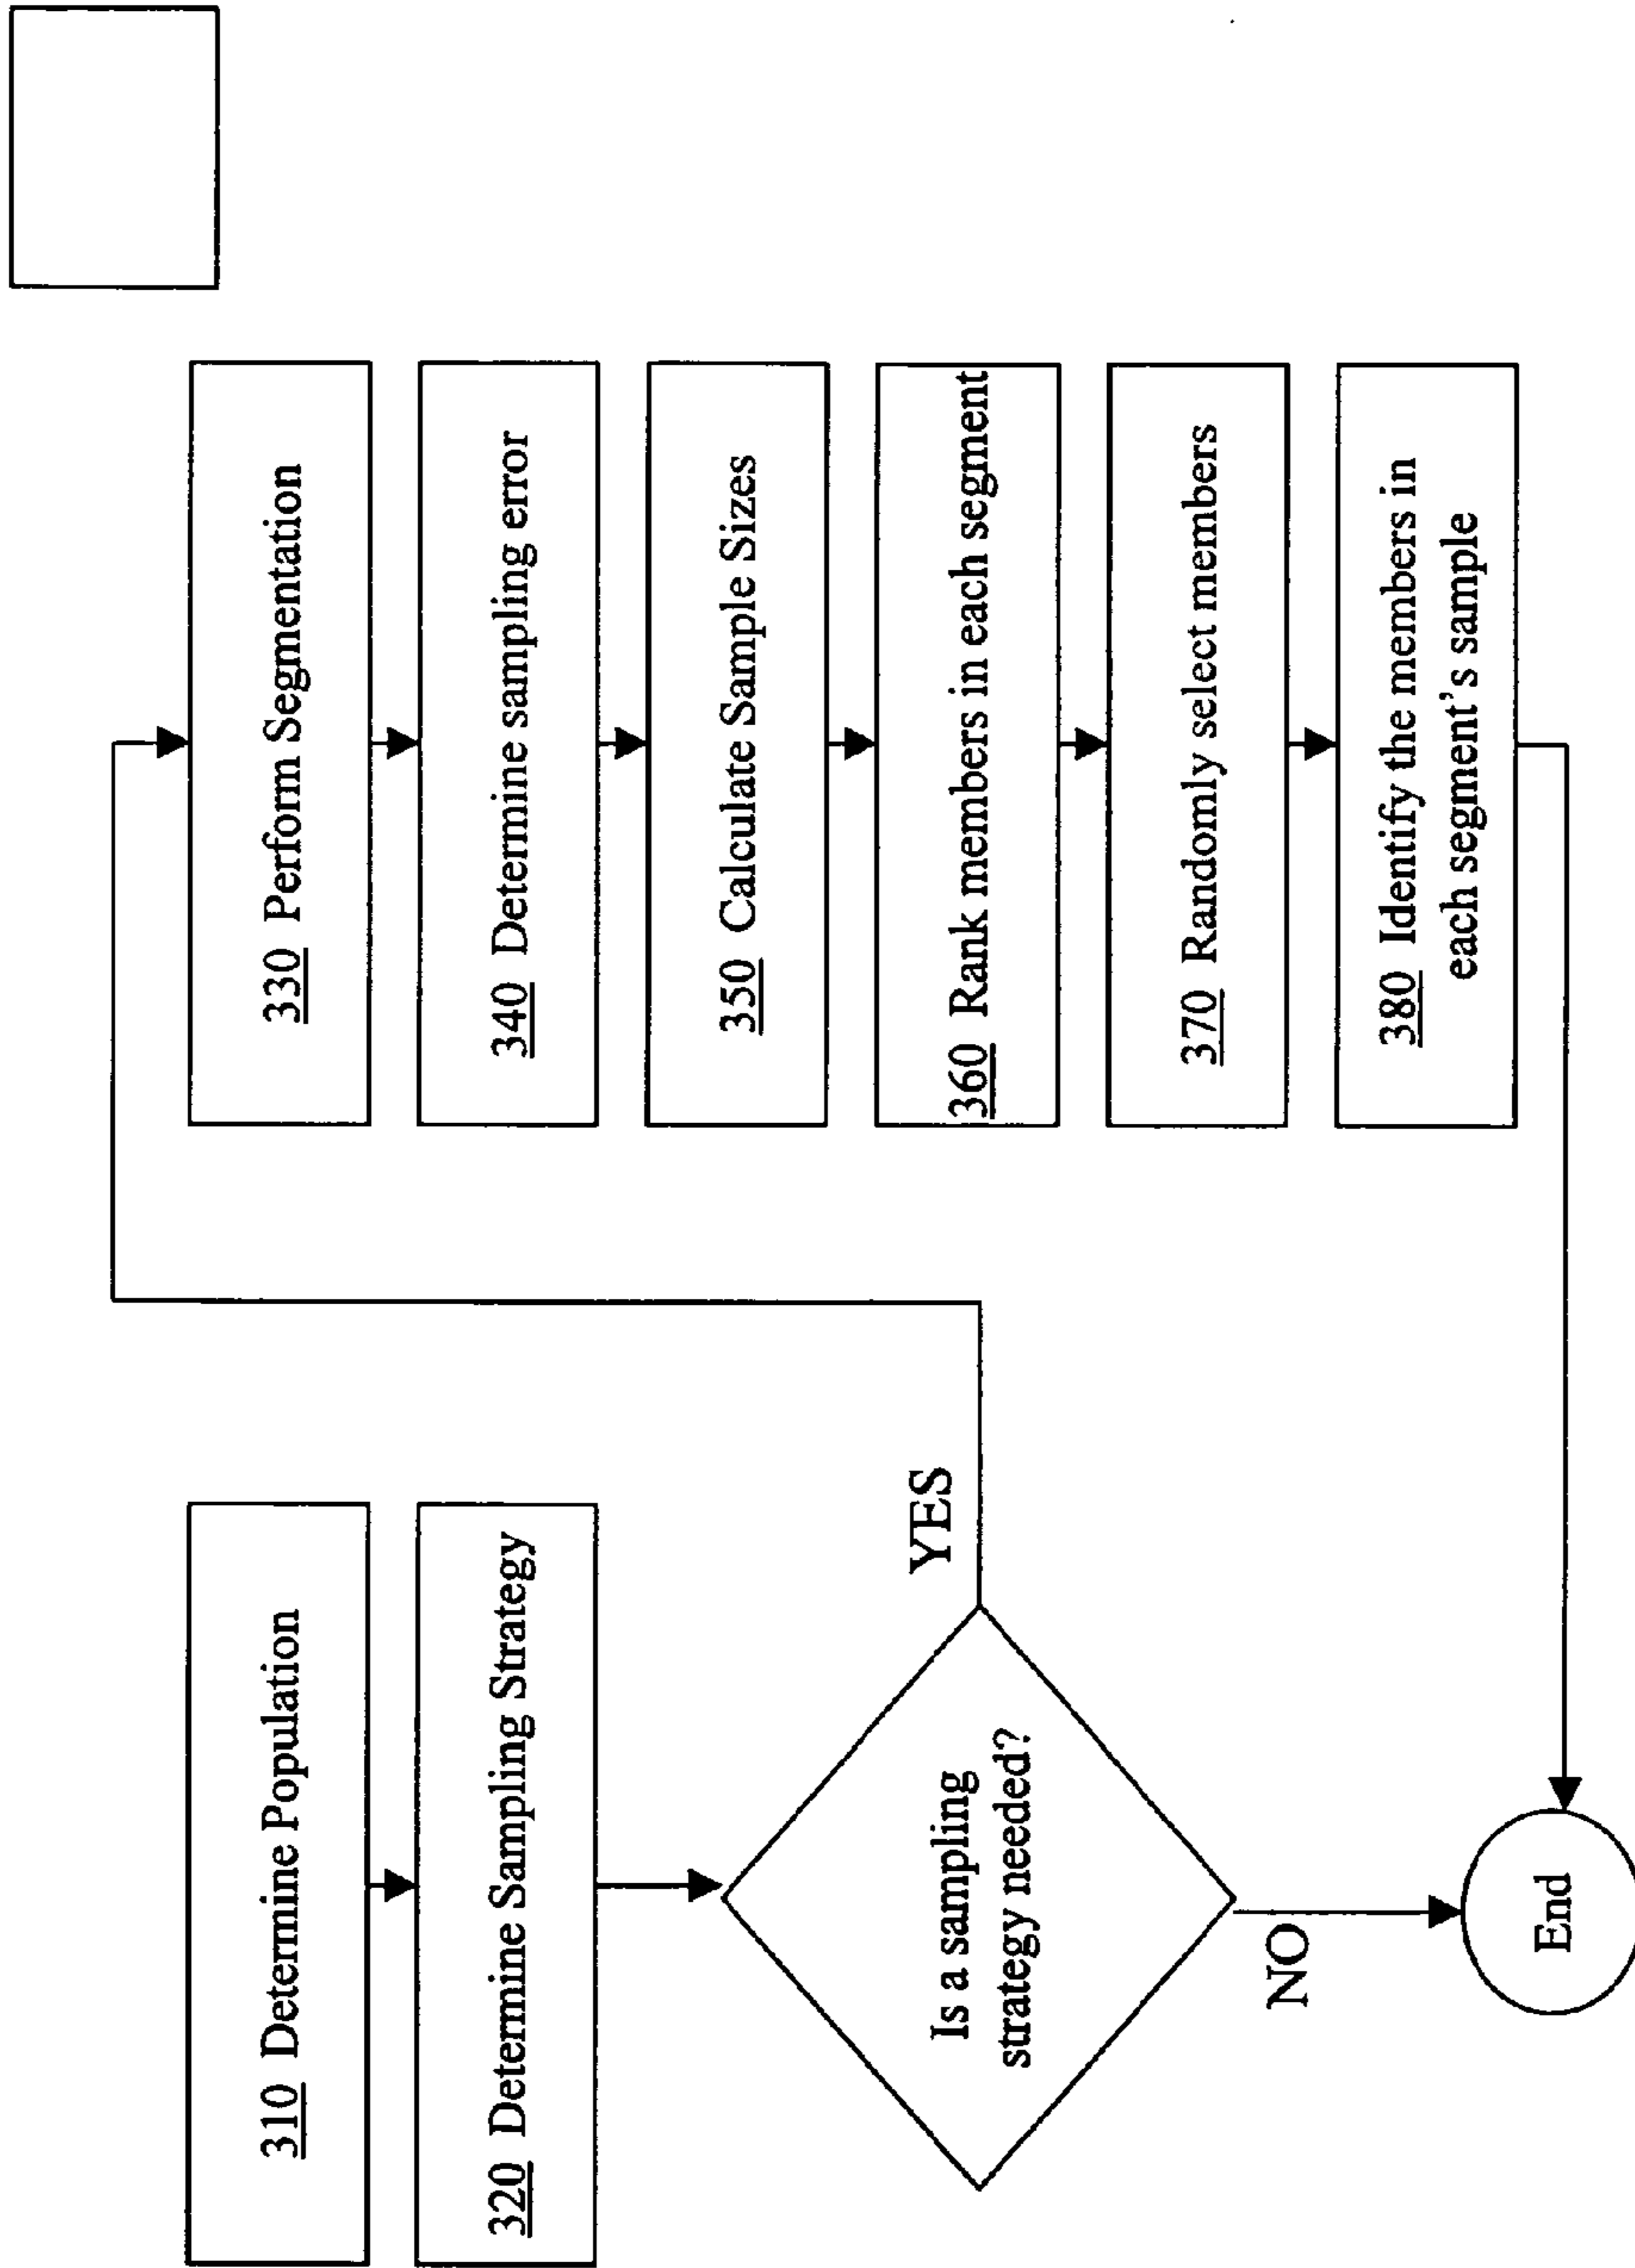 310 Determine Population
320 Determine Sampling Strategy
Is a sampling
strategy needed?
YES
NO
330 Perform Segmentation
340 Determine sampling error
350 Calculate Sample Sizes
360 Rank members in each segment
370 Randomly select members
380 Identify the members in
each segment's sample
End